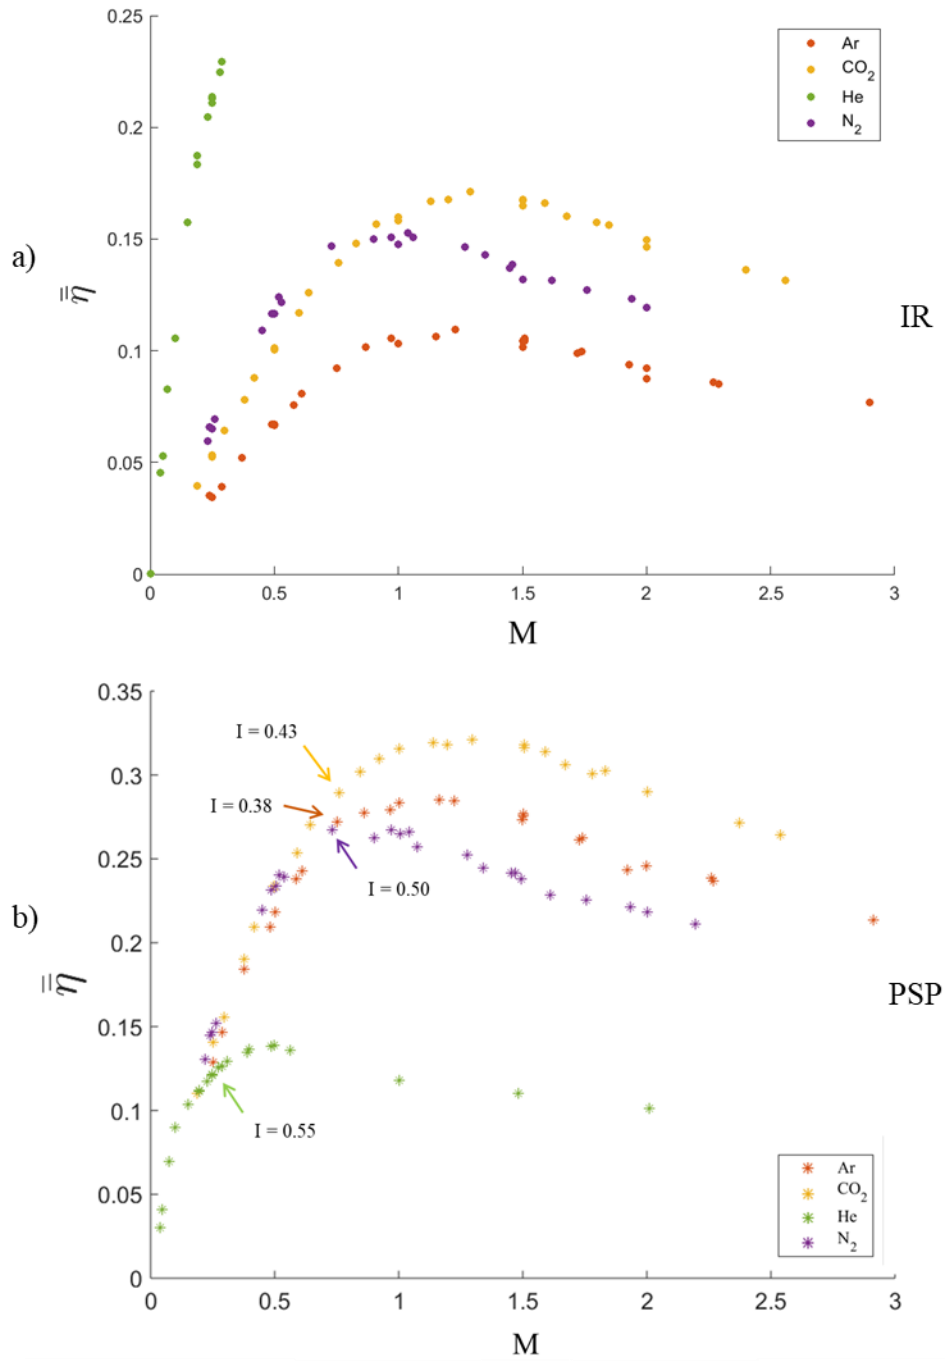 a)
0.25
0.2
0.15
0.1
0.05
0
0
0.5
1
1.5
2
2.5
3
η̿
M
Ar
CO₂
He
N₂
IR
b)
0.35
0.3
0.25
0.2
0.15
0.1
0.05
0
0
0.5
1
1.5
2
2.5
3
η̿
M
I = 0.43
I = 0.38
I = 0.50
I = 0.55
Ar
CO₂
He
N₂
PSP